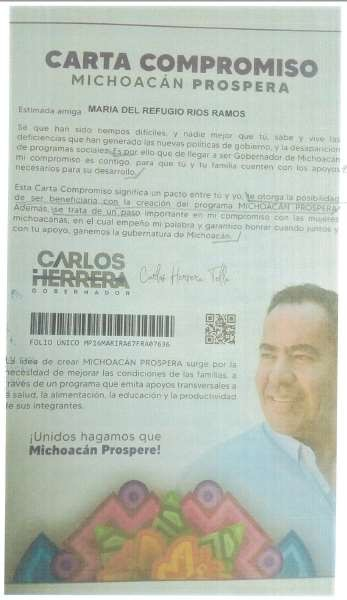 CARTA COMPROMISO
MICHOACÁN PROSPERA
Estimada amiga MARIA DEL REFUGIO RIOS RAMOS
Sé que han sido tiempos difíciles, y nadie mejor que tú, sabe y vive las
deficiencias que han generado las nuevas políticas de gobierno, y la desaparición
de programas sociales. Es por ello que de llegar a ser Gobernador de Michoacán
mi compromiso es contigo, para que tú y tu familia cuenten con los apoyos
necesarios para su desarrollo.
Esta Carta Compromiso significa un pacto entre tú y yo, te otorga la posibilidad
de ser beneficiaria con la creación del programa MICHOACÁN PROSPERA
Además, se trata de un paso importante en mi compromiso con las mujeres
michoacanas, en el cual empeño mi palabra y garantizo honrar cuando juntos y
con tu apoyo, ganemos la gubernatura de Michoacán.
CARLOS
HERRERA
GOBERNADOR
Carlos Herrera Tello
FOLIO ÚNICO MP16MARIRA67FRA07636
La idea de crear MICHOACÁN PROSPERA surge por la
necesidad de mejorar las condiciones de las familias, a
través de un programa que emita apoyos transversales a
la salud, la alimentación, la educación y la productividad
de sus integrantes.
¡Unidos hagamos que
Michoacán Prospere!